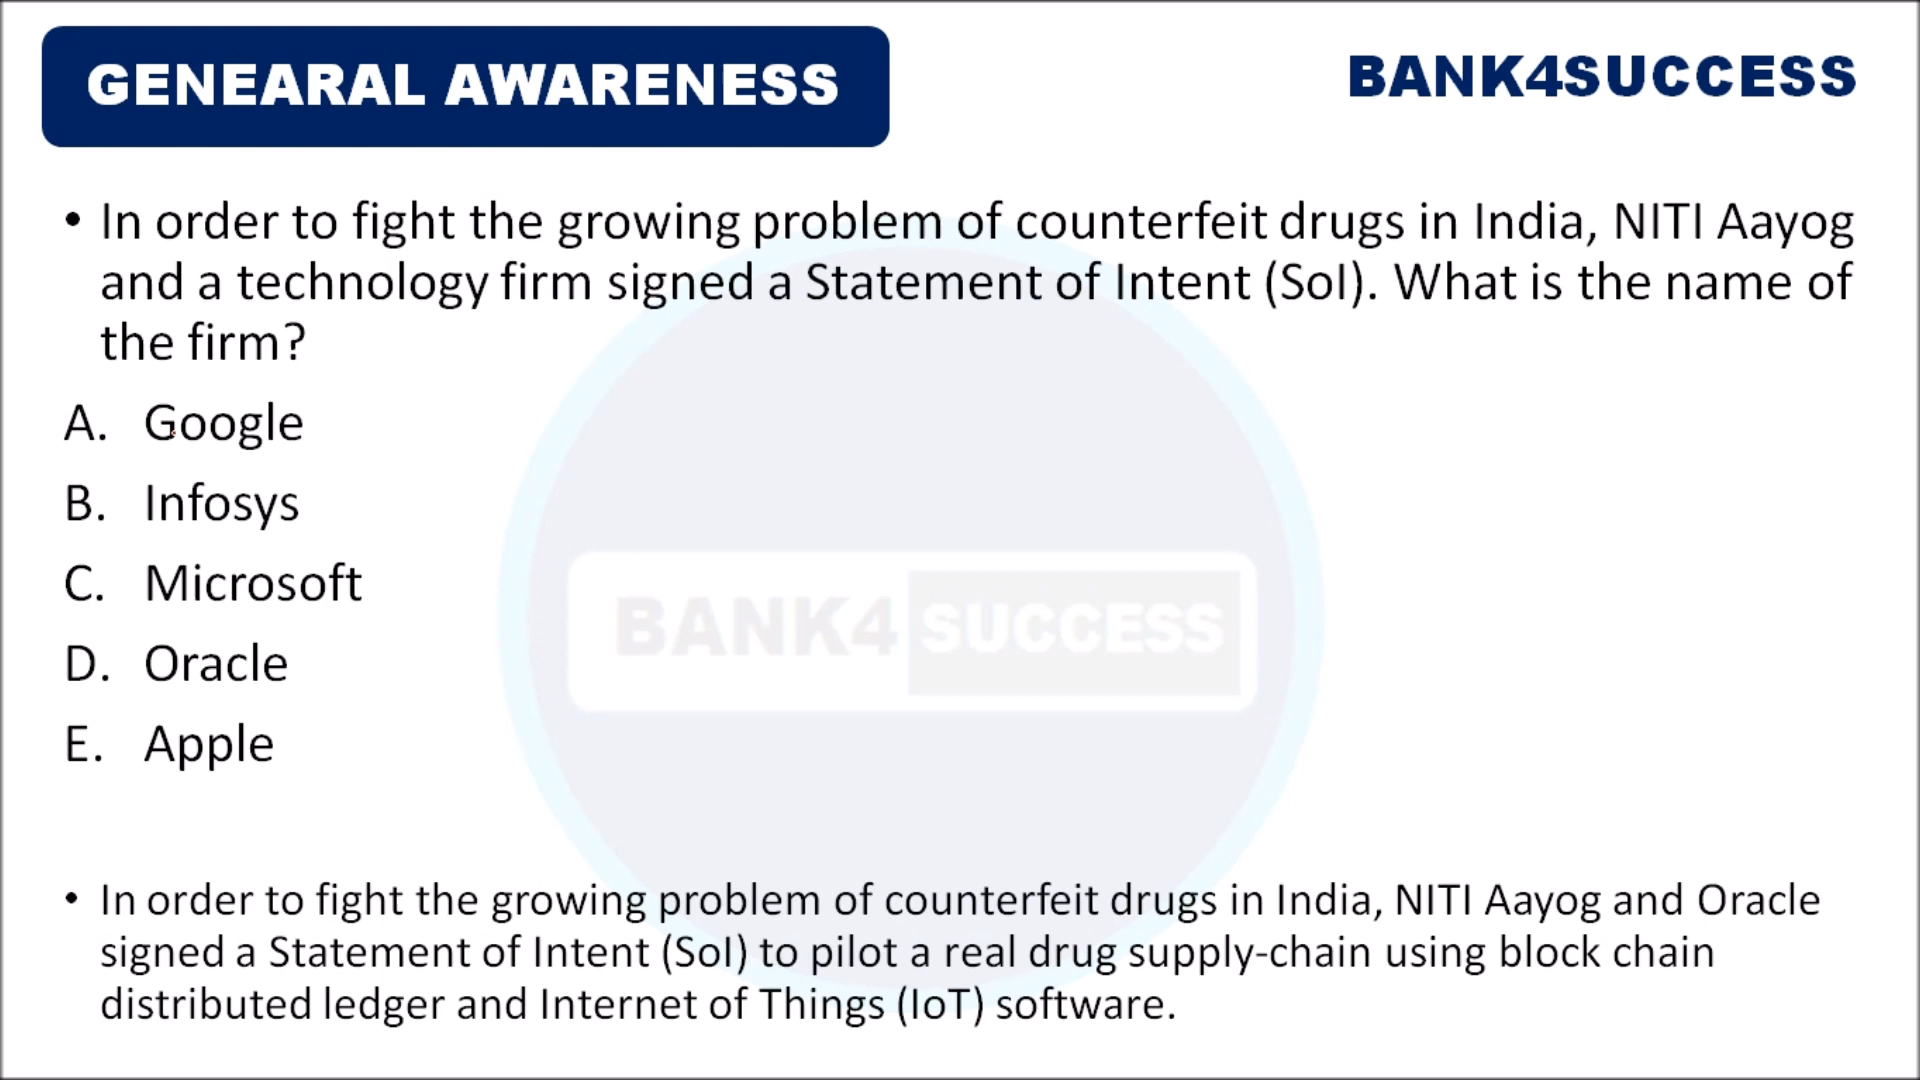 GENEARAL AWARENESS
BANK4SUCCESS
• In order to fight the growing problem of counterfeit drugs in India, NITI Aayog
and a technology firm signed a Statement of Intent (SoI). What is the name of
the firm?
A. Google
B. Infosys
C. Microsoft
D. Oracle
E. Apple
BANK4 SUCCESS
• In order to fight the growing problem of counterfeit drugs in India, NITI Aayog and Oracle
signed a Statement of Intent (SoI) to pilot a real drug supply-chain using block chain
distributed ledger and Internet of Things (IoT) software.